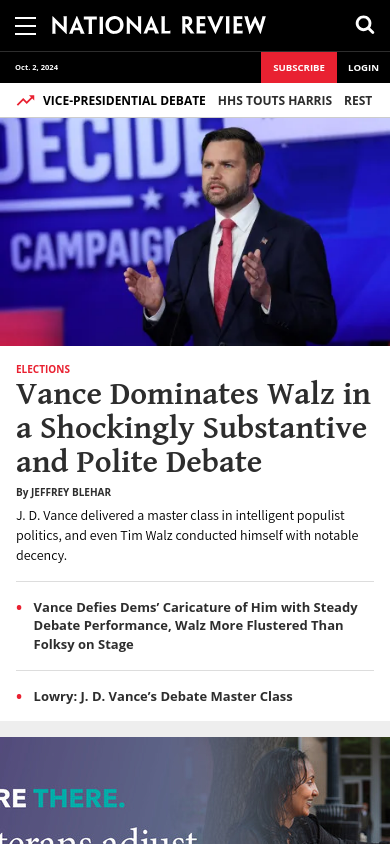 NATIONAL REVIEW
Oct. 2, 2024
SUBSCRIBE
LOGIN
VICE-PRESIDENTIAL DEBATE HHS TOUTS HARRIS REST
DECIDE
CAMPAIGN
ELECTIONS
Vance Dominates Walz in
a Shockingly Substantive
and Polite Debate
By JEFFREY BLEHAR
J. D. Vance delivered a master class in intelligent populist
politics, and even Tim Walz conducted himself with notable
decency.
• Vance Defies Dems’ Caricature of Him with Steady
Debate Performance, Walz More Flustered Than
Folksy on Stage
• Lowry: J. D. Vance’s Debate Master Class
RE THERE.
terans adjust